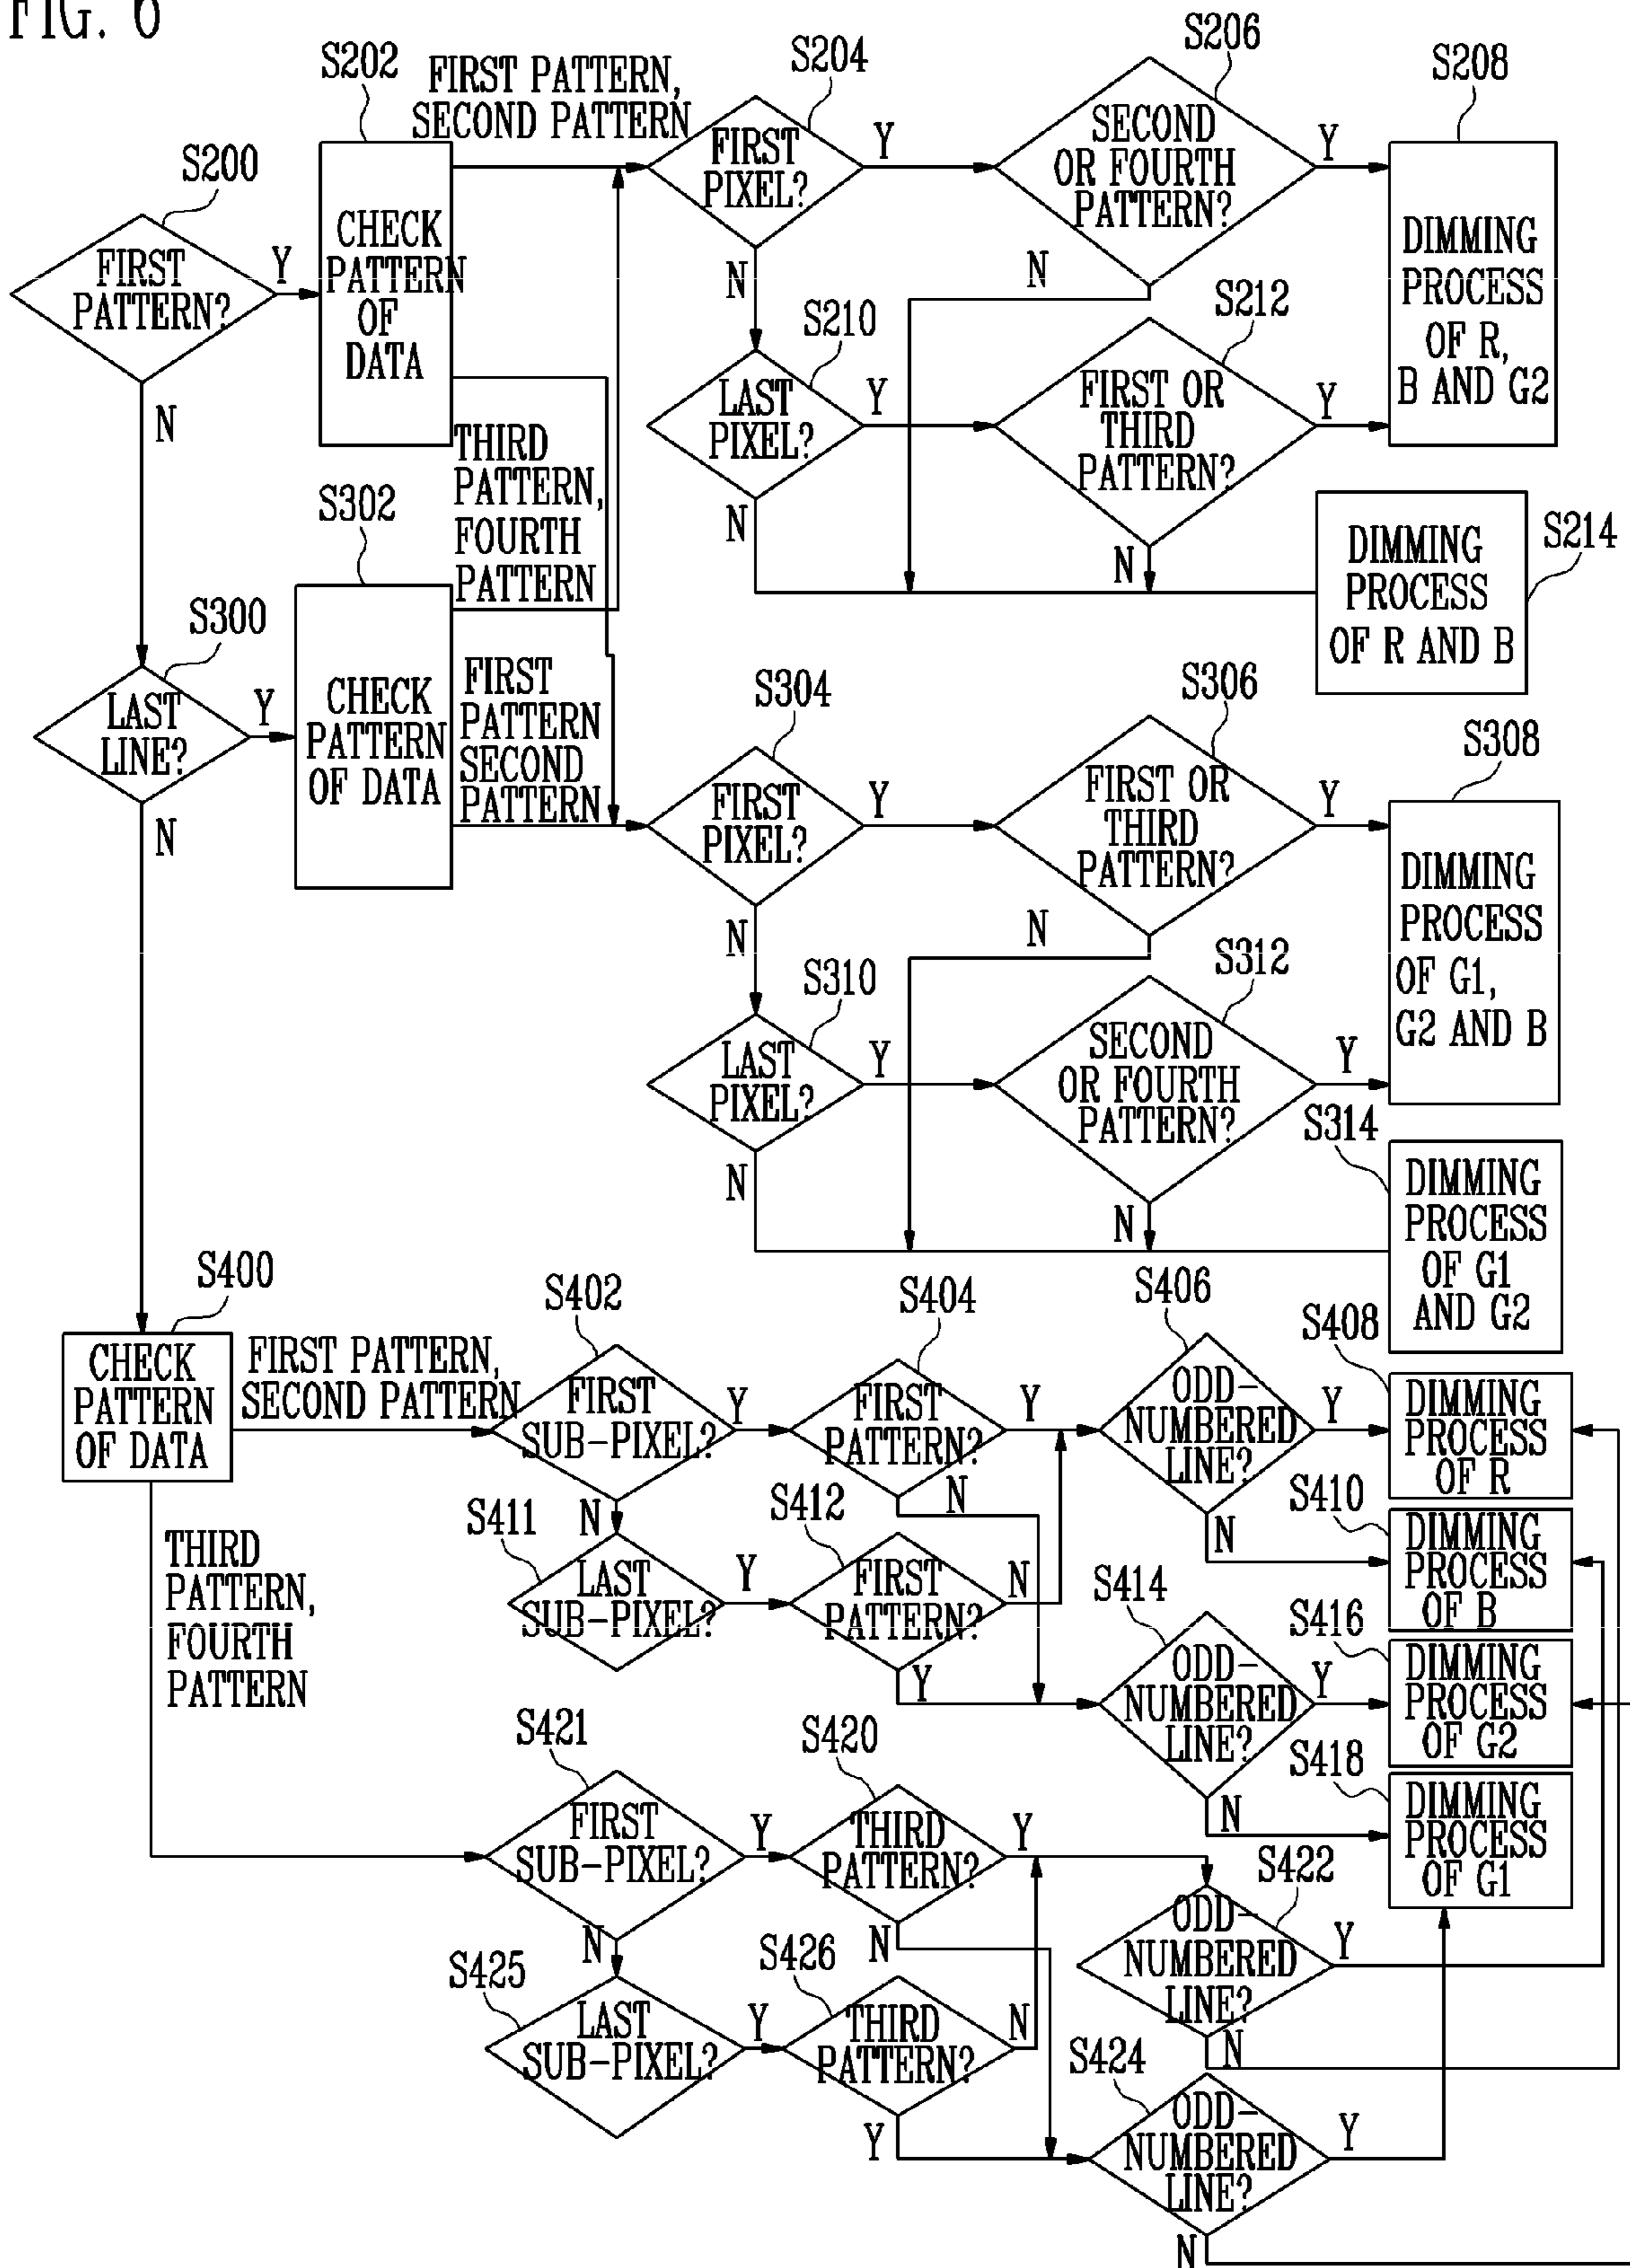 FIG. 6
S200
FIRST
PATTERN?
Y
N
S202
CHECK
PATTERN
OF
DATA
FIRST PATTERN,
SECOND PATTERN
THIRD
PATTERN,
FOURTH
PATTERN
S204
FIRST
PIXEL?
Y
N
S206
SECOND
OR FOURTH
PATTERN?
Y
N
S208
DIMMING
PROCESS
OF R,
B AND G2
S210
LAST
PIXEL?
Y
N
S212
FIRST OR
THIRD
PATTERN?
Y
N
S214
DIMMING
PROCESS
OF R AND B
S300
LAST
LINE?
Y
N
S302
CHECK
PATTERN
OF DATA
FIRST
PATTERN
SECOND
PATTERN
S304
FIRST
PIXEL?
Y
N
S306
FIRST OR
THIRD
PATTERN?
Y
N
S308
DIMMING
PROCESS
OF G1,
G2 AND B
S310
LAST
PIXEL?
Y
N
S312
SECOND
OR FOURTH
PATTERN?
Y
N
S314
DIMMING
PROCESS
OF G1
AND G2
S400
CHECK
PATTERN
OF DATA
FIRST PATTERN,
SECOND PATTERN
THIRD
PATTERN,
FOURTH
PATTERN
S402
FIRST
SUB-PIXEL?
Y
N
S404
FIRST
PATTERN?
Y
N
S406
ODD-
NUMBERED
LINE?
Y
N
S408
DIMMING
PROCESS
OF R
S410
DIMMING
PROCESS
OF B
S411
LAST
SUB-PIXEL?
Y
S412
FIRST
PATTERN?
N
Y
S414
ODD-
NUMBERED
LINE?
Y
N
S416
DIMMING
PROCESS
OF G2
S418
DIMMING
PROCESS
OF G1
S421
FIRST
SUB-PIXEL?
Y
N
S420
THIRD
PATTERN?
Y
N
S422
ODD-
NUMBERED
LINE?
Y
N
S425
LAST
SUB-PIXEL?
Y
S426
THIRD
PATTERN?
N
Y
S424
ODD-
NUMBERED
LINE?
Y
N